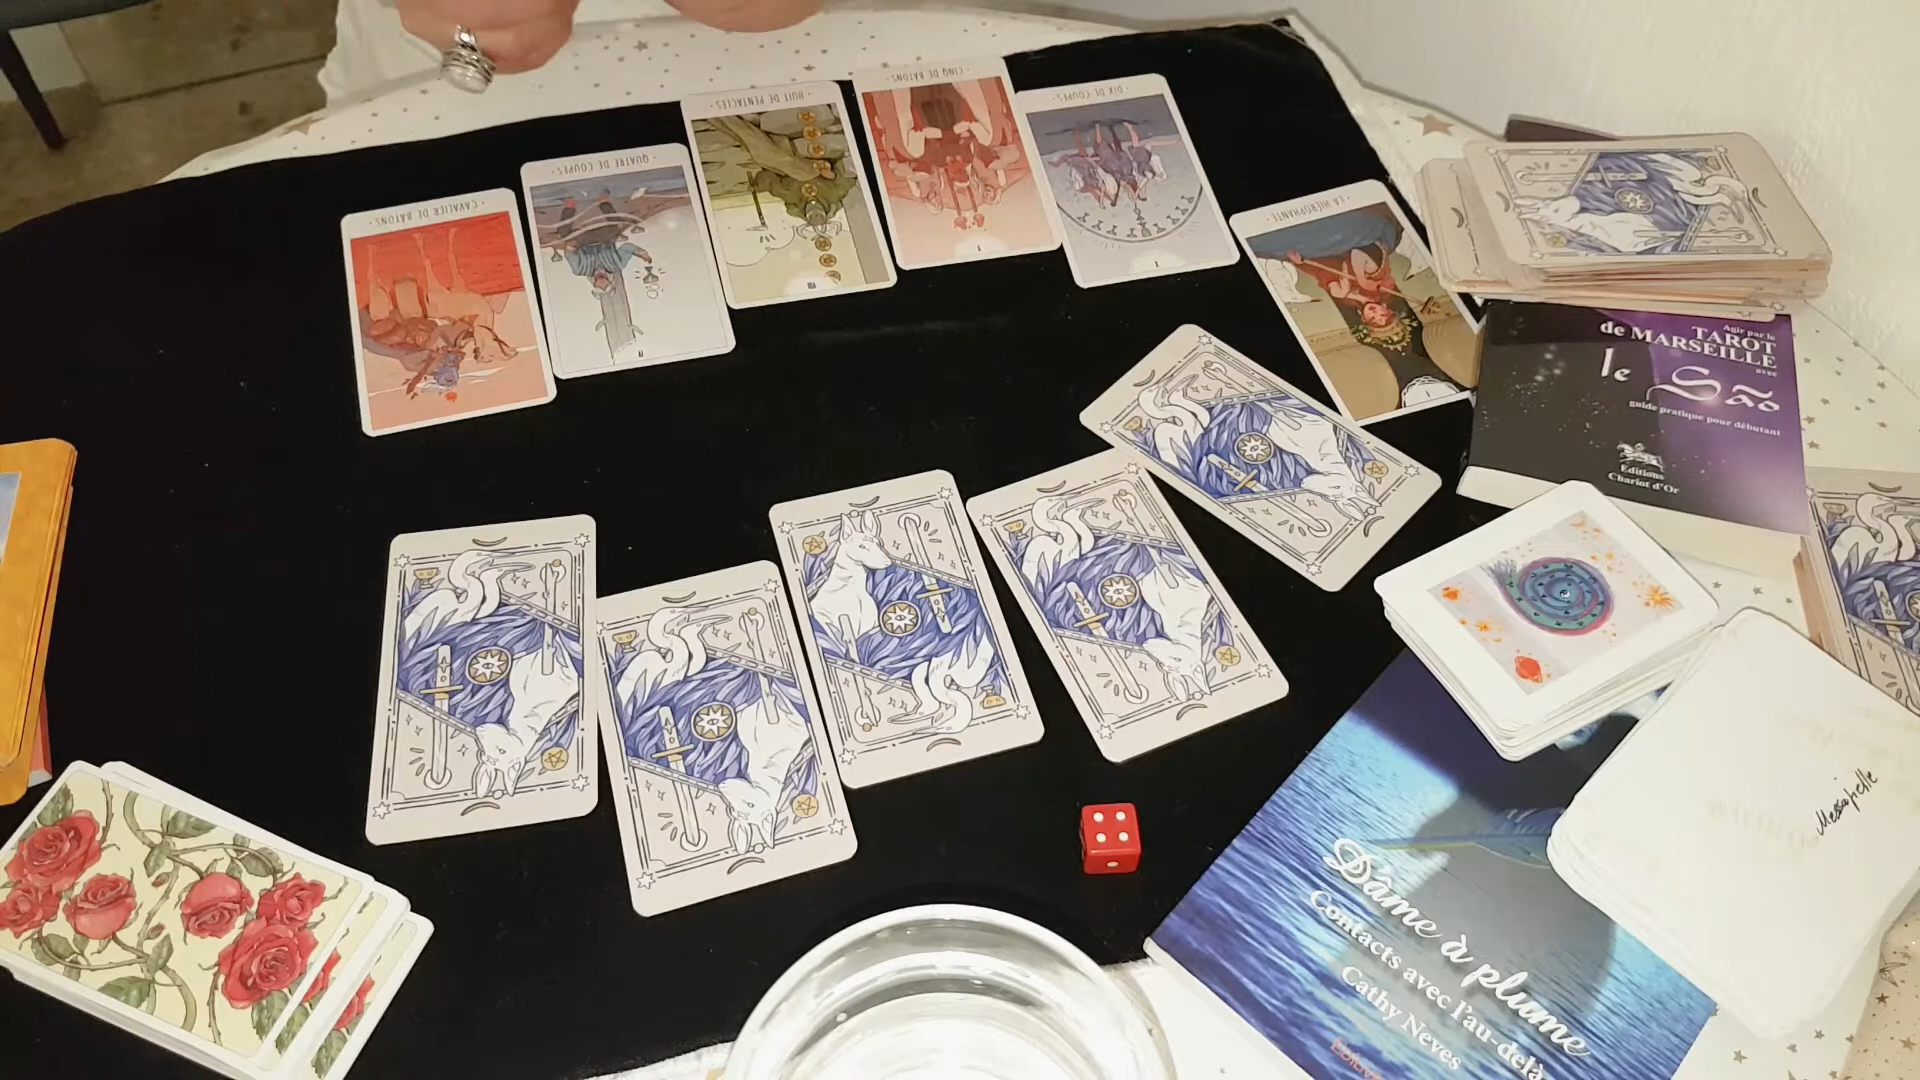 · CAVALIER DE BATONS ·
· QUATRE DE COUPES ·
· HUIT DE PENTACLES ·
· CINQ DE BATONS ·
· DIX DE COUPES ·
· LA HIÉROPHANTE ·
Agir par le
TAROT
de MARSEILLE
avec
le São
guide pratique pour débutant
Editions
Chariot d'Or
Dâme à plume
Contacts avec l'au-delà
Cathy Neves